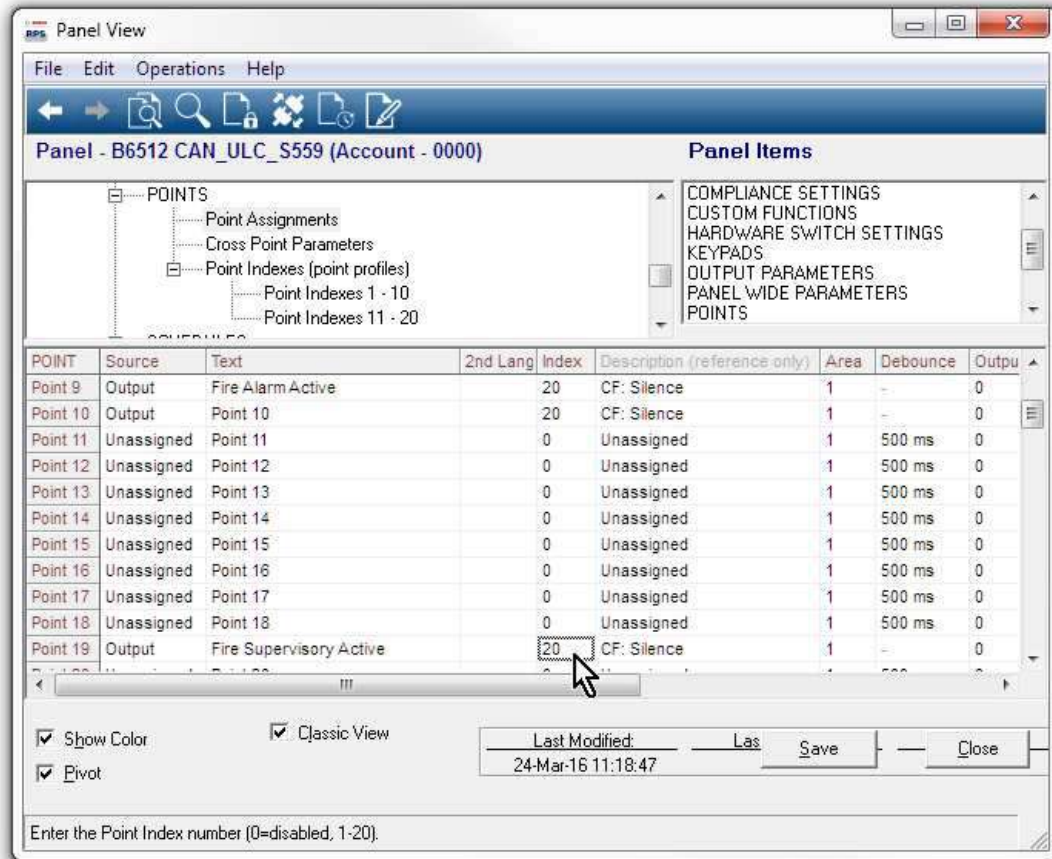 RPS Panel View
File Edit Operations Help
Panel - B6512 CAN_ULC_S559 (Account - 0000)
Panel Items
POINTS
Point Assignments
Cross Point Parameters
Point Indexes (point profiles)
Point Indexes 1 - 10
Point Indexes 11 - 20
COMPLIANCE SETTINGS
CUSTOM FUNCTIONS
HARDWARE SWITCH SETTINGS
KEYPADS
OUTPUT PARAMETERS
PANEL WIDE PARAMETERS
POINTS
POINT Source Text 2nd Lang Index Description (reference only) Area Debounce Outpu
Point 9 Output Fire Alarm Active 20 CF: Silence 1 - 0
Point 10 Output Point 10 20 CF: Silence 1 - 0
Point 11 Unassigned Point 11 0 Unassigned 1 500 ms 0
Point 12 Unassigned Point 12 0 Unassigned 1 500 ms 0
Point 13 Unassigned Point 13 0 Unassigned 1 500 ms 0
Point 14 Unassigned Point 14 0 Unassigned 1 500 ms 0
Point 15 Unassigned Point 15 0 Unassigned 1 500 ms 0
Point 16 Unassigned Point 16 0 Unassigned 1 500 ms 0
Point 17 Unassigned Point 17 0 Unassigned 1 500 ms 0
Point 18 Unassigned Point 18 0 Unassigned 1 500 ms 0
Point 19 Output Fire Supervisory Active 20 CF: Silence 1 - 0
Show Color
Classic View
Pivot
Last Modified:
24-Mar-16 11:18:47
Las
Save
Close
Enter the Point Index number (0=disabled, 1-20).